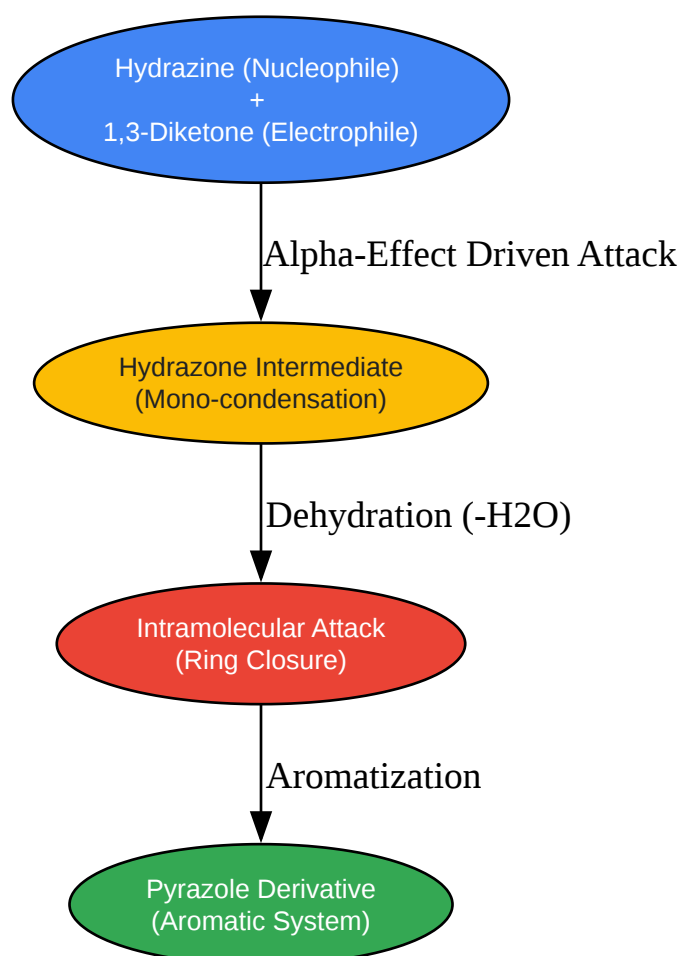 Hydrazine (Nucleophile)
+
1,3-Diketone (Electrophile)
Alpha-Effect Driven Attack
Hydrazone Intermediate
(Mono-condensation)
Dehydration (-H2O)
Intramolecular Attack
(Ring Closure)
Aromatization
Pyrazole Derivative
(Aromatic System)